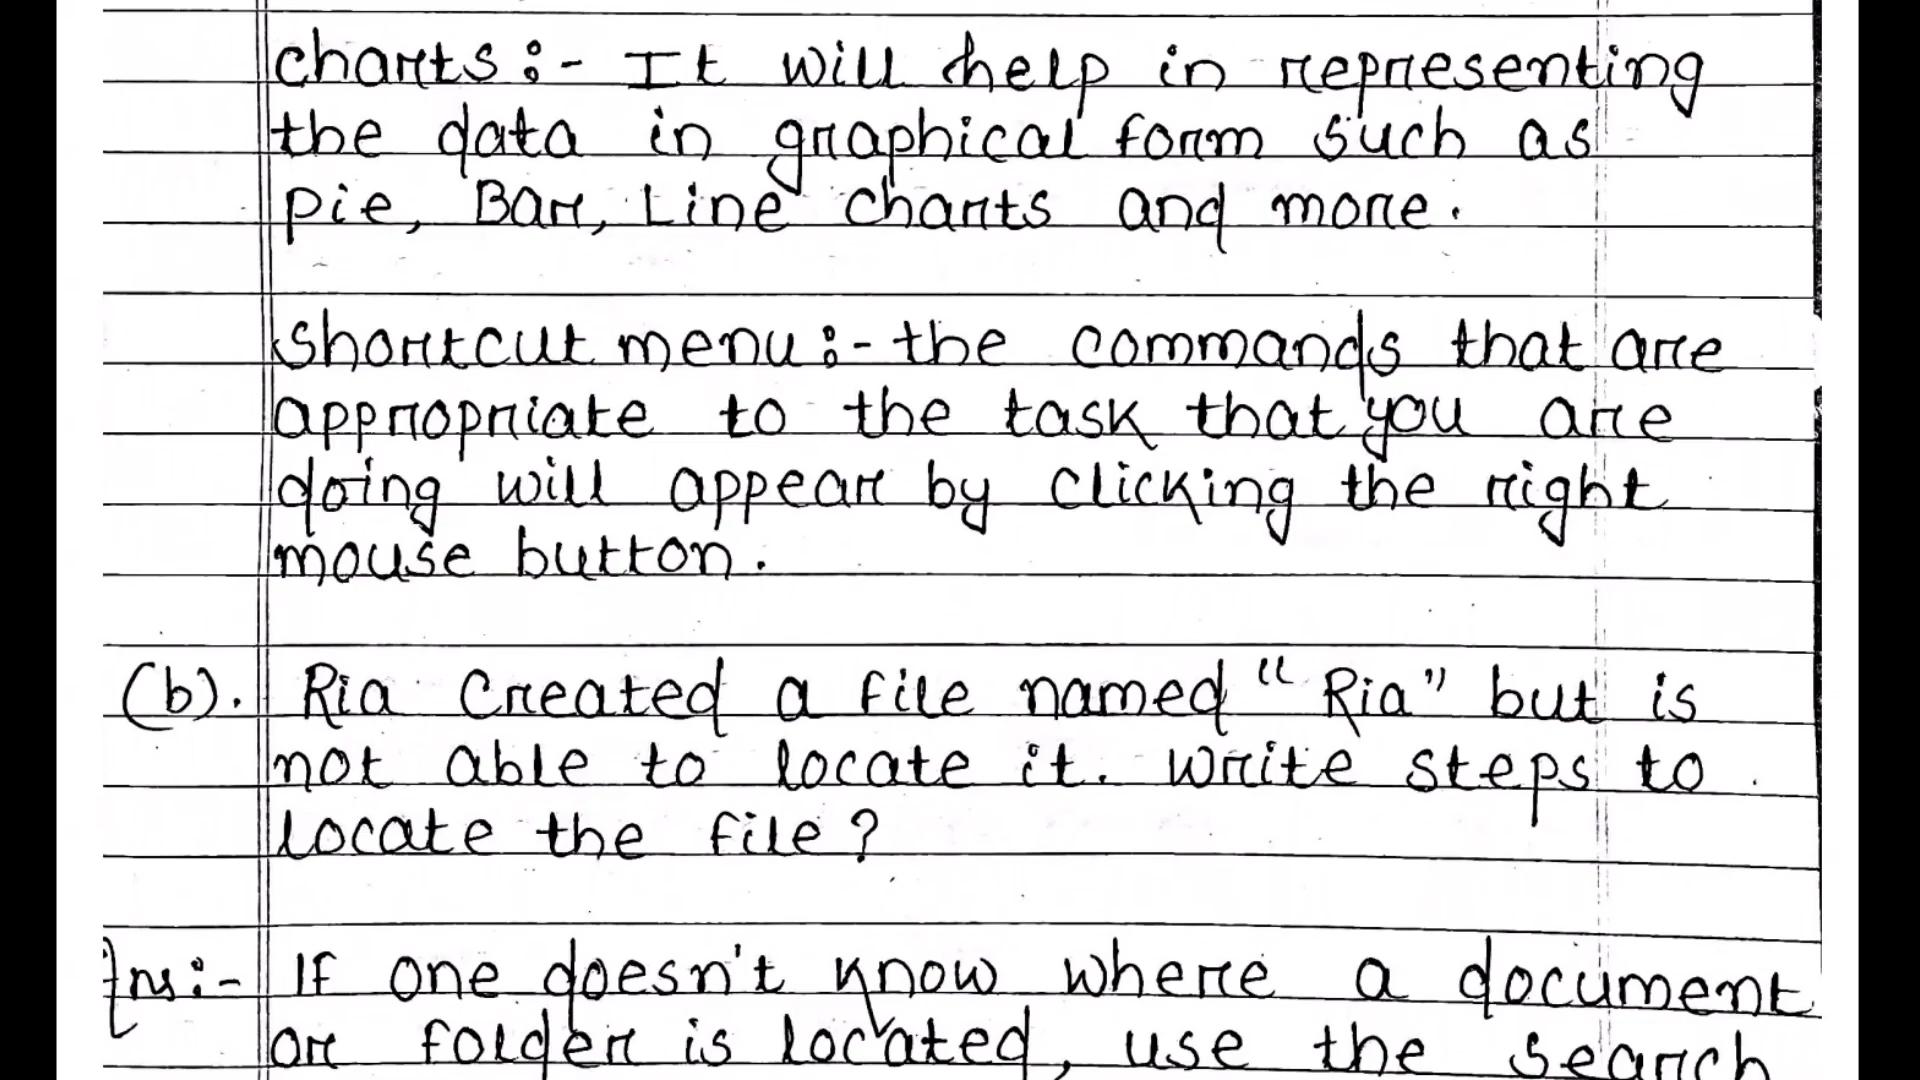 charts:- It will help in representing
the data in graphical form such as
pie, Bar, Line charts and more.
shortcut menu:- the commands that are
appropriate to the task that you are
doing will appear by clicking the right
mouse button.
(b). Ria created a file named "Ria" but is
not able to locate it. Write steps to
locate the file?
Ans:- If one doesn't know where a document
or folder is located, use the search